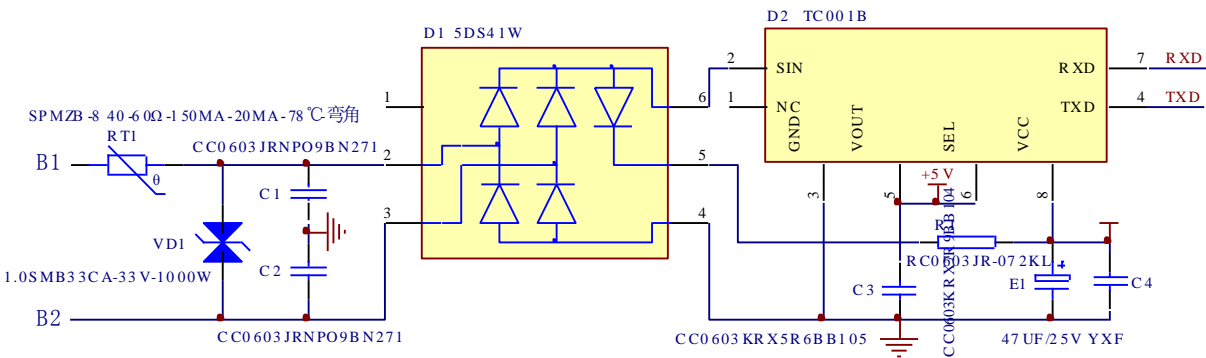 D2 TC001B
D1 5DS41W
2 SIN
RXD 7 RXD
1 NC
TXD 4 TXD
GND
VOUT
SEL
VCC
3
5
6
8
1
6
2
5
3
4
SPMZB-8 40-60Ω-150MA-20MA-78℃-弯角
RT1
θ
CC0603JRNPO9BN271
B1
C1
VD1
C2
1.0SMB33CA-33V-1000W
B2
CC0603JRNPO9BN271
+5V
RC0603JR-072KL
C3
E1
+
C4
CC0603KRX5R6BB105
47UF/25V YXF